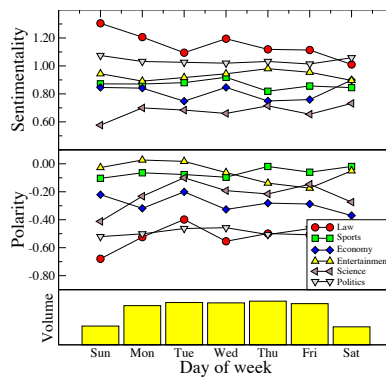 Sentimentality
1.20
1.00
0.80
0.60
Polarity
0.00
-0.20
-0.40
-0.60
-0.80
Law
Sports
Economy
Entertainment
Science
Politics
Volume
Sun Mon Tue Wed Thu Fri Sat
Day of week